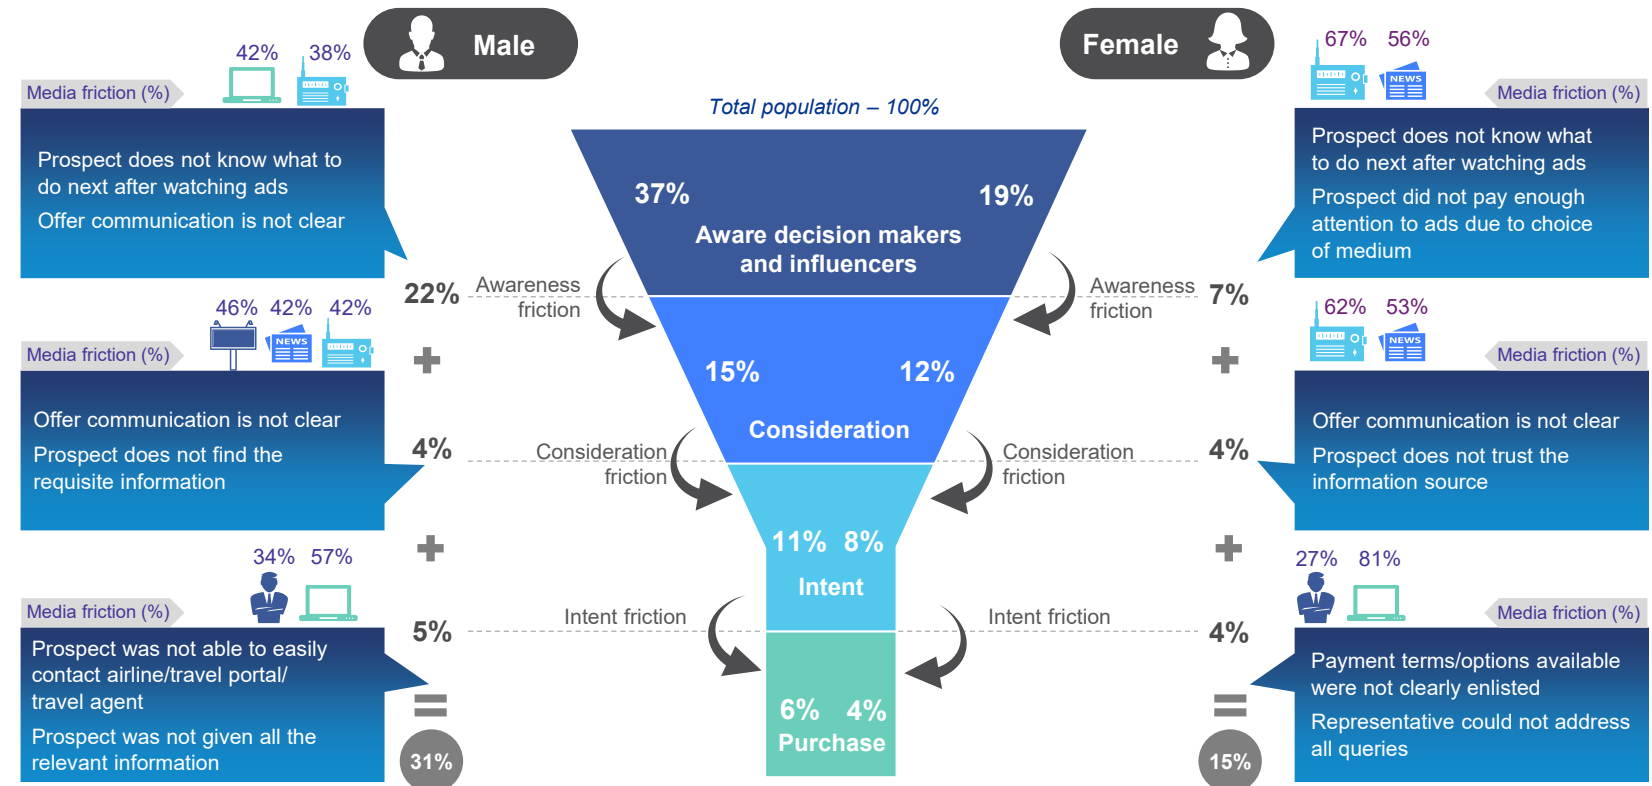 Male
Female
Total population – 100%
42% 38%
Media friction (%)
Prospect does not know what to
do next after watching ads
Offer communication is not clear
67% 56%
NEWS
Media friction (%)
Prospect does not know what
to do next after watching ads
Prospect did not pay enough
attention to ads due to choice
of medium
37% 19%
Aware decision makers
and influencers
22% Awareness
friction
Awareness 7%
friction
46% 42% 42%
NEWS
Media friction (%)
+
Offer communication is not clear
Prospect does not find the
requisite information
62% 53%
NEWS
Media friction (%)
+
Offer communication is not clear
Prospect does not trust the
information source
15% 12%
Consideration
4% Consideration
friction
Consideration 4%
friction
+
+
34% 57%
Media friction (%)
Prospect was not able to easily
contact airline/travel portal/
travel agent
Prospect was not given all the
relevant information
27% 81%
Media friction (%)
Payment terms/options available
were not clearly enlisted
Representative could not address
all queries
11% 8%
Intent
5% Intent friction
Intent friction 4%
=
=
6% 4%
Purchase
31%
15%